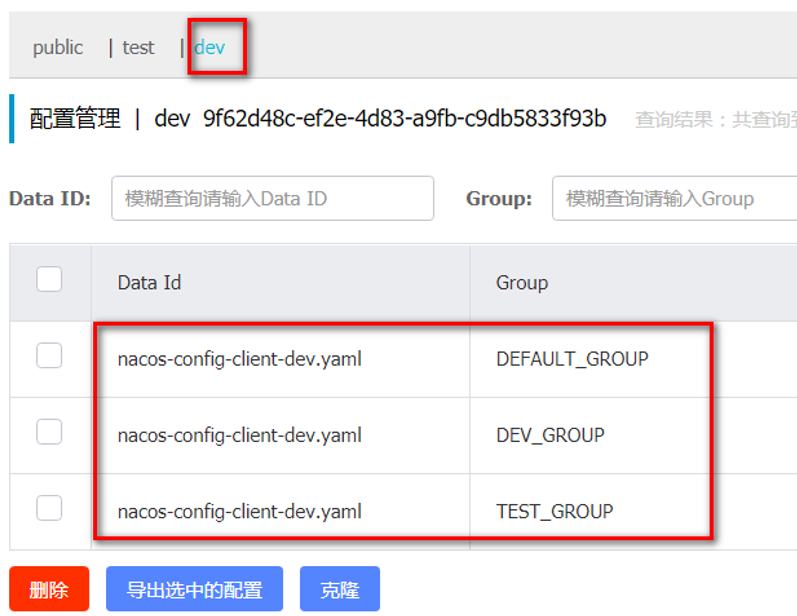 public | test | dev
配置管理 | dev 9f62d48c-ef2e-4d83-a9fb-c9db5833f93b 查询结果：共查询到
Data ID: 模糊查询请输入Data ID Group: 模糊查询请输入Group
Data Id Group
nacos-config-client-dev.yaml DEFAULT_GROUP
nacos-config-client-dev.yaml DEV_GROUP
nacos-config-client-dev.yaml TEST_GROUP
删除 导出选中的配置 克隆